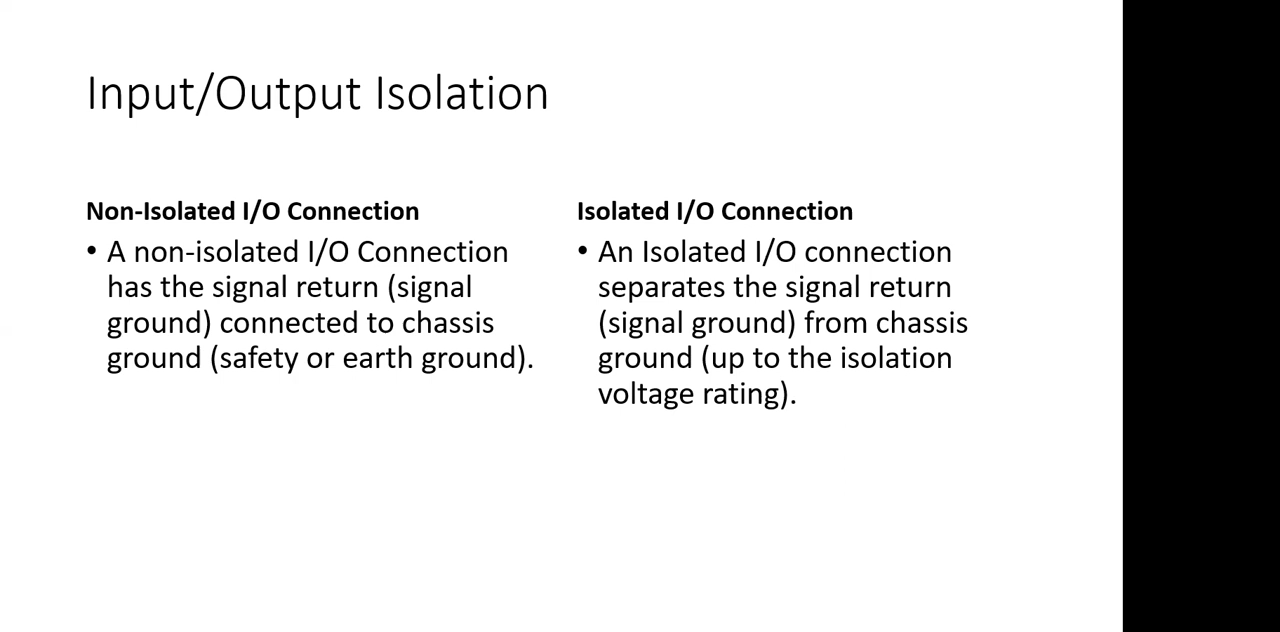 Input/Output Isolation
Non-Isolated I/O Connection
• A non-isolated I/O Connection
has the signal return (signal
ground) connected to chassis
ground (safety or earth ground).
Isolated I/O Connection
• An Isolated I/O connection
separates the signal return
(signal ground) from chassis
ground (up to the isolation
voltage rating).